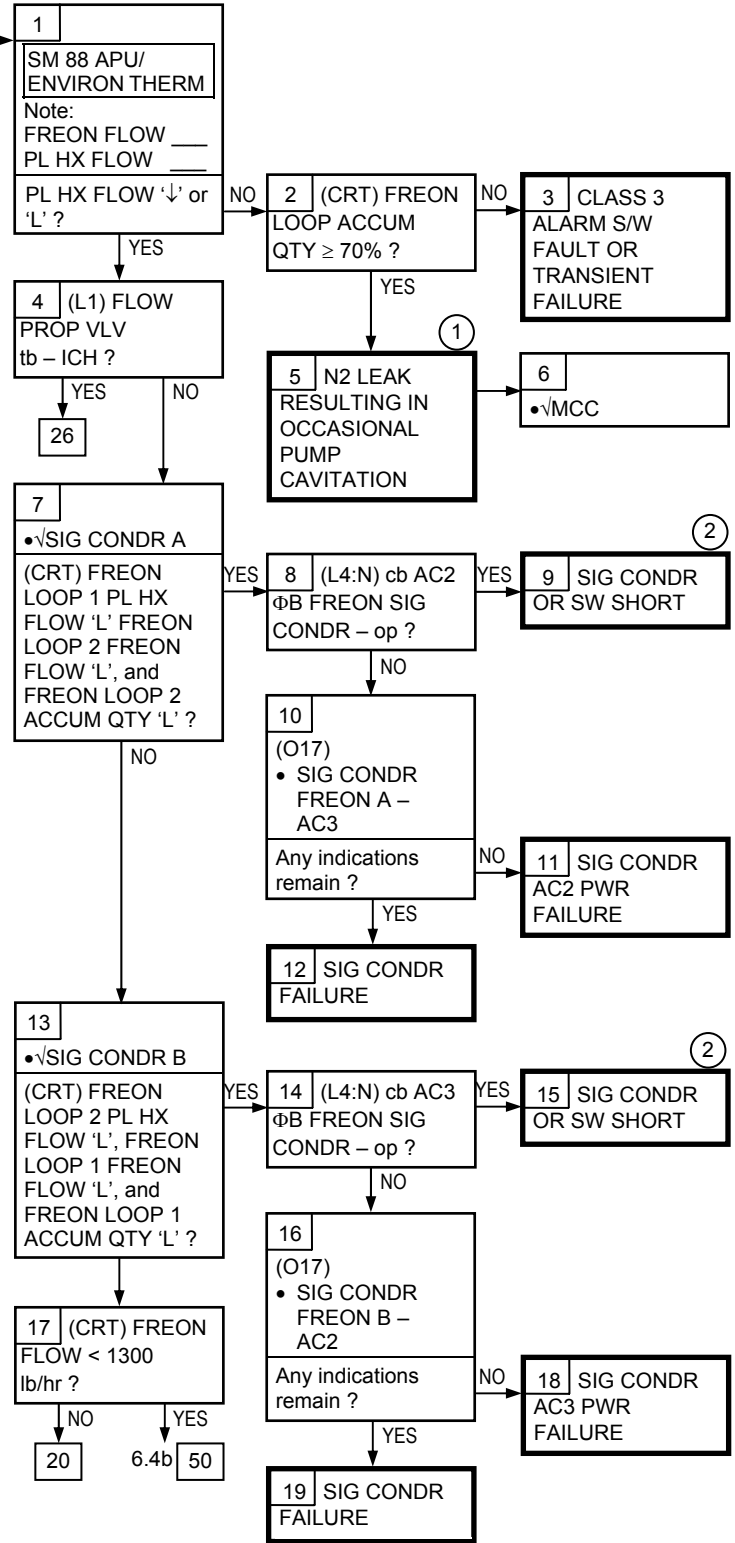 1
SM 88 APU/
ENVIRON THERM
Note:
FREON FLOW ___
PL HX FLOW ___
PL HX FLOW ‘↓’ or
‘L’ ?
NO
YES
2 (CRT) FREON
LOOP ACCUM
QTY ≥ 70% ?
NO
YES
3 CLASS 3
ALARM S/W
FAULT OR
TRANSIENT
FAILURE
4 (L1) FLOW
PROP VLV
tb – ICH ?
YES
NO
26
1
5 N2 LEAK
RESULTING IN
OCCASIONAL
PUMP
CAVITATION
6
•√MCC
7
•√SIG CONDR A
(CRT) FREON
LOOP 1 PL HX
FLOW ‘L’ FREON
LOOP 2 FREON
FLOW ‘L’, and
FREON LOOP 2
ACCUM QTY ‘L’ ?
YES
NO
8 (L4:N) cb AC2
ΦB FREON SIG
CONDR – op ?
YES
NO
2
9 SIG CONDR
OR SW SHORT
10
(O17)
• SIG CONDR
FREON A –
AC3
Any indications
remain ?
NO
YES
11 SIG CONDR
AC2 PWR
FAILURE
12 SIG CONDR
FAILURE
13
•√SIG CONDR B
(CRT) FREON
LOOP 2 PL HX
FLOW ‘L’, FREON
LOOP 1 FREON
FLOW ‘L’, and
FREON LOOP 1
ACCUM QTY ‘L’ ?
YES
14 (L4:N) cb AC3
ΦB FREON SIG
CONDR – op ?
YES
NO
2
15 SIG CONDR
OR SW SHORT
16
(O17)
• SIG CONDR
FREON B –
AC2
Any indications
remain ?
NO
YES
17 (CRT) FREON
FLOW < 1300
lb/hr ?
NO
YES
20
6.4b 50
18 SIG CONDR
AC3 PWR
FAILURE
19 SIG CONDR
FAILURE